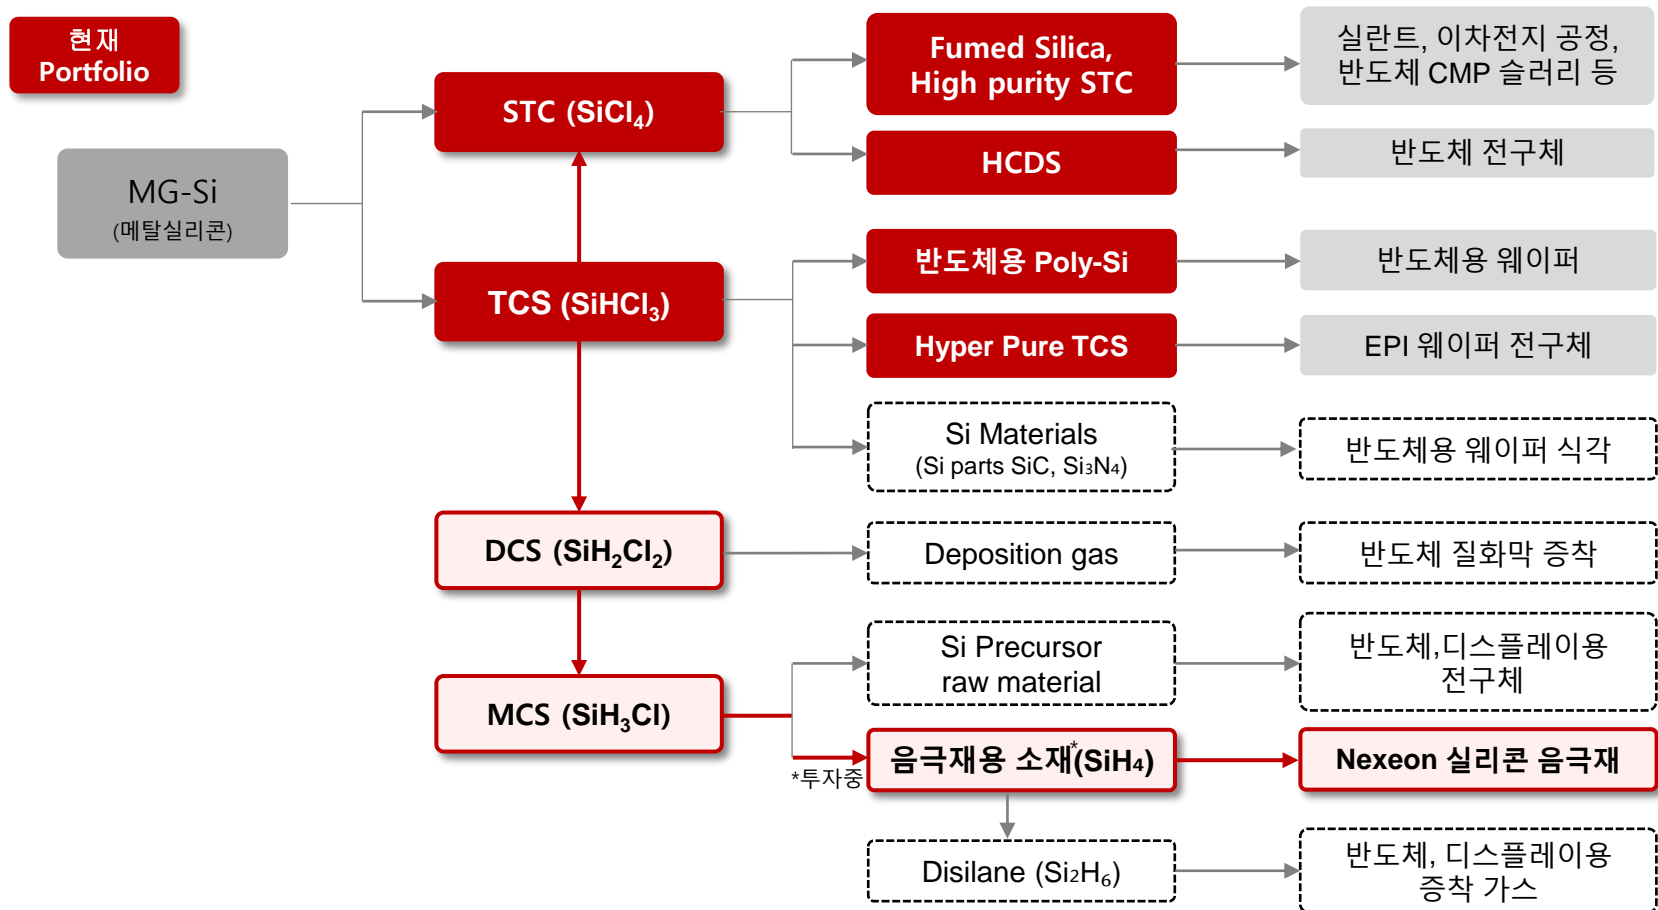 현재
Portfolio
MG-Si
(메탈실리콘)
STC (SiCl₄)
TCS (SiHCl₃)
DCS (SiH₂Cl₂)
MCS (SiH₃Cl)
Fumed Silica,
High purity STC
실란트, 이차전지 공정,
반도체 CMP 슬러리 등
HCDS
반도체 전구체
반도체용 Poly-Si
반도체용 웨이퍼
Hyper Pure TCS
EPI 웨이퍼 전구체
Si Materials
(Si parts SiC, Si₃N₄)
반도체용 웨이퍼 식각
Deposition gas
반도체 질화막 증착
Si Precursor
raw material
반도체,디스플레이용
전구체
*투자중
음극재용 소재*(SiH₄)
Nexeon 실리콘 음극재
Disilane (Si₂H₆)
반도체, 디스플레이용
증착 가스